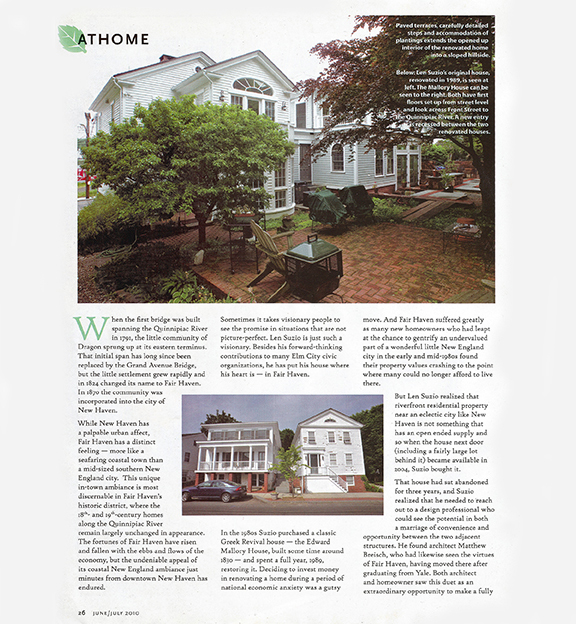 ATHOME
Paved terraces, carefully detailed
steps and accommodation of
plantings extends the opened up
interior of the renovated home
into a sloped hillside.
Below: Len Suzio's original house,
renovated in 1989, is seen at
left. The Mallory House can be
seen to the right. Both have first
floors set up from street level
and look across Front Street to
the Quinnipiac River. A new entry
is recessed between the two
renovated houses.
When the first bridge was built
spanning the Quinnipiac River
in 1791, the little community of
Dragon sprung up at its eastern terminus.
That initial span has long since been
replaced by the Grand Avenue Bridge,
but the little settlement grew rapidly and
in 1824 changed its name to Fair Haven.
In 1870 the community was
incorporated into the city of
New Haven.
While New Haven has
a palpable urban affect,
Fair Haven has a distinct
feeling — more like a
seafaring coastal town than
a mid-sized southern New
England city. This unique
in-town ambiance is most
discernable in Fair Haven's
historic district, where the
18th- and 19th-century homes
along the Quinnipiac River
remain largely unchanged in appearance.
The fortunes of Fair Haven have risen
and fallen with the ebbs and flows of the
economy, but the undeniable appeal of
its coastal New England ambiance just
minutes from downtown New Haven has
endured.
Sometimes it takes visionary people to
see the promise in situations that are not
picture-perfect. Len Suzio is just such a
visionary. Besides his forward-thinking
contributions to many Elm City civic
organizations, he has put his house where
his heart is — in Fair Haven.
In the 1980s Suzio purchased a classic
Greek Revival house — the Edward
Mallory House, built some time around
1830 — and spent a full year, 1989,
restoring it. Deciding to invest money
in renovating a home during a period of
national economic anxiety was a gutsy
move. And Fair Haven suffered greatly
as many new homeowners who had leapt
at the chance to gentrify an undervalued
part of a wonderful little New England
city in the early and mid-1980s found
their property values crashing to the point
where many could no longer afford to live
there.
But Len Suzio realized that
riverfront residential property
near an eclectic city like New
Haven is not something that
has an open ended supply and
so when the house next door
(including a fairly large lot
behind it) became available in
2004, Suzio bought it.
That house had sat abandoned
for three years, and Suzio
realized that he needed to reach
out to a design professional who
could see the potential in both
a marriage of convenience and
opportunity between the two adjacent
structures. He found architect Matthew
Breisch, who had likewise seen the virtues
of Fair Haven, having moved there after
graduating from Yale. Both architect
and homeowner saw this duet as an
extraordinary opportunity to make a fully
26 JUNE/JULY 2010